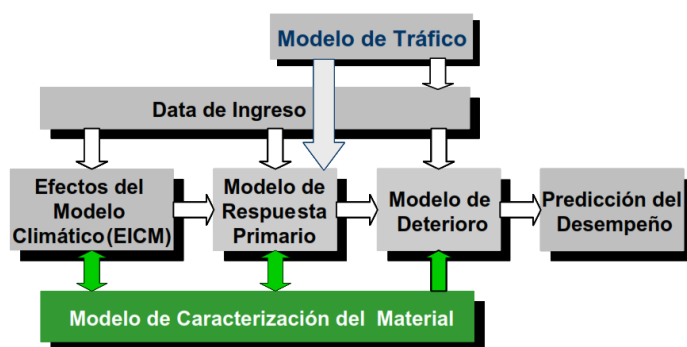 Modelo de Tráfico
Data de Ingreso
Efectos del
Modelo
Climático (EICM)
Modelo de
Respuesta
Primario
Modelo de
Deterioro
Predicción del
Desempeño
Modelo de Caracterización del Material